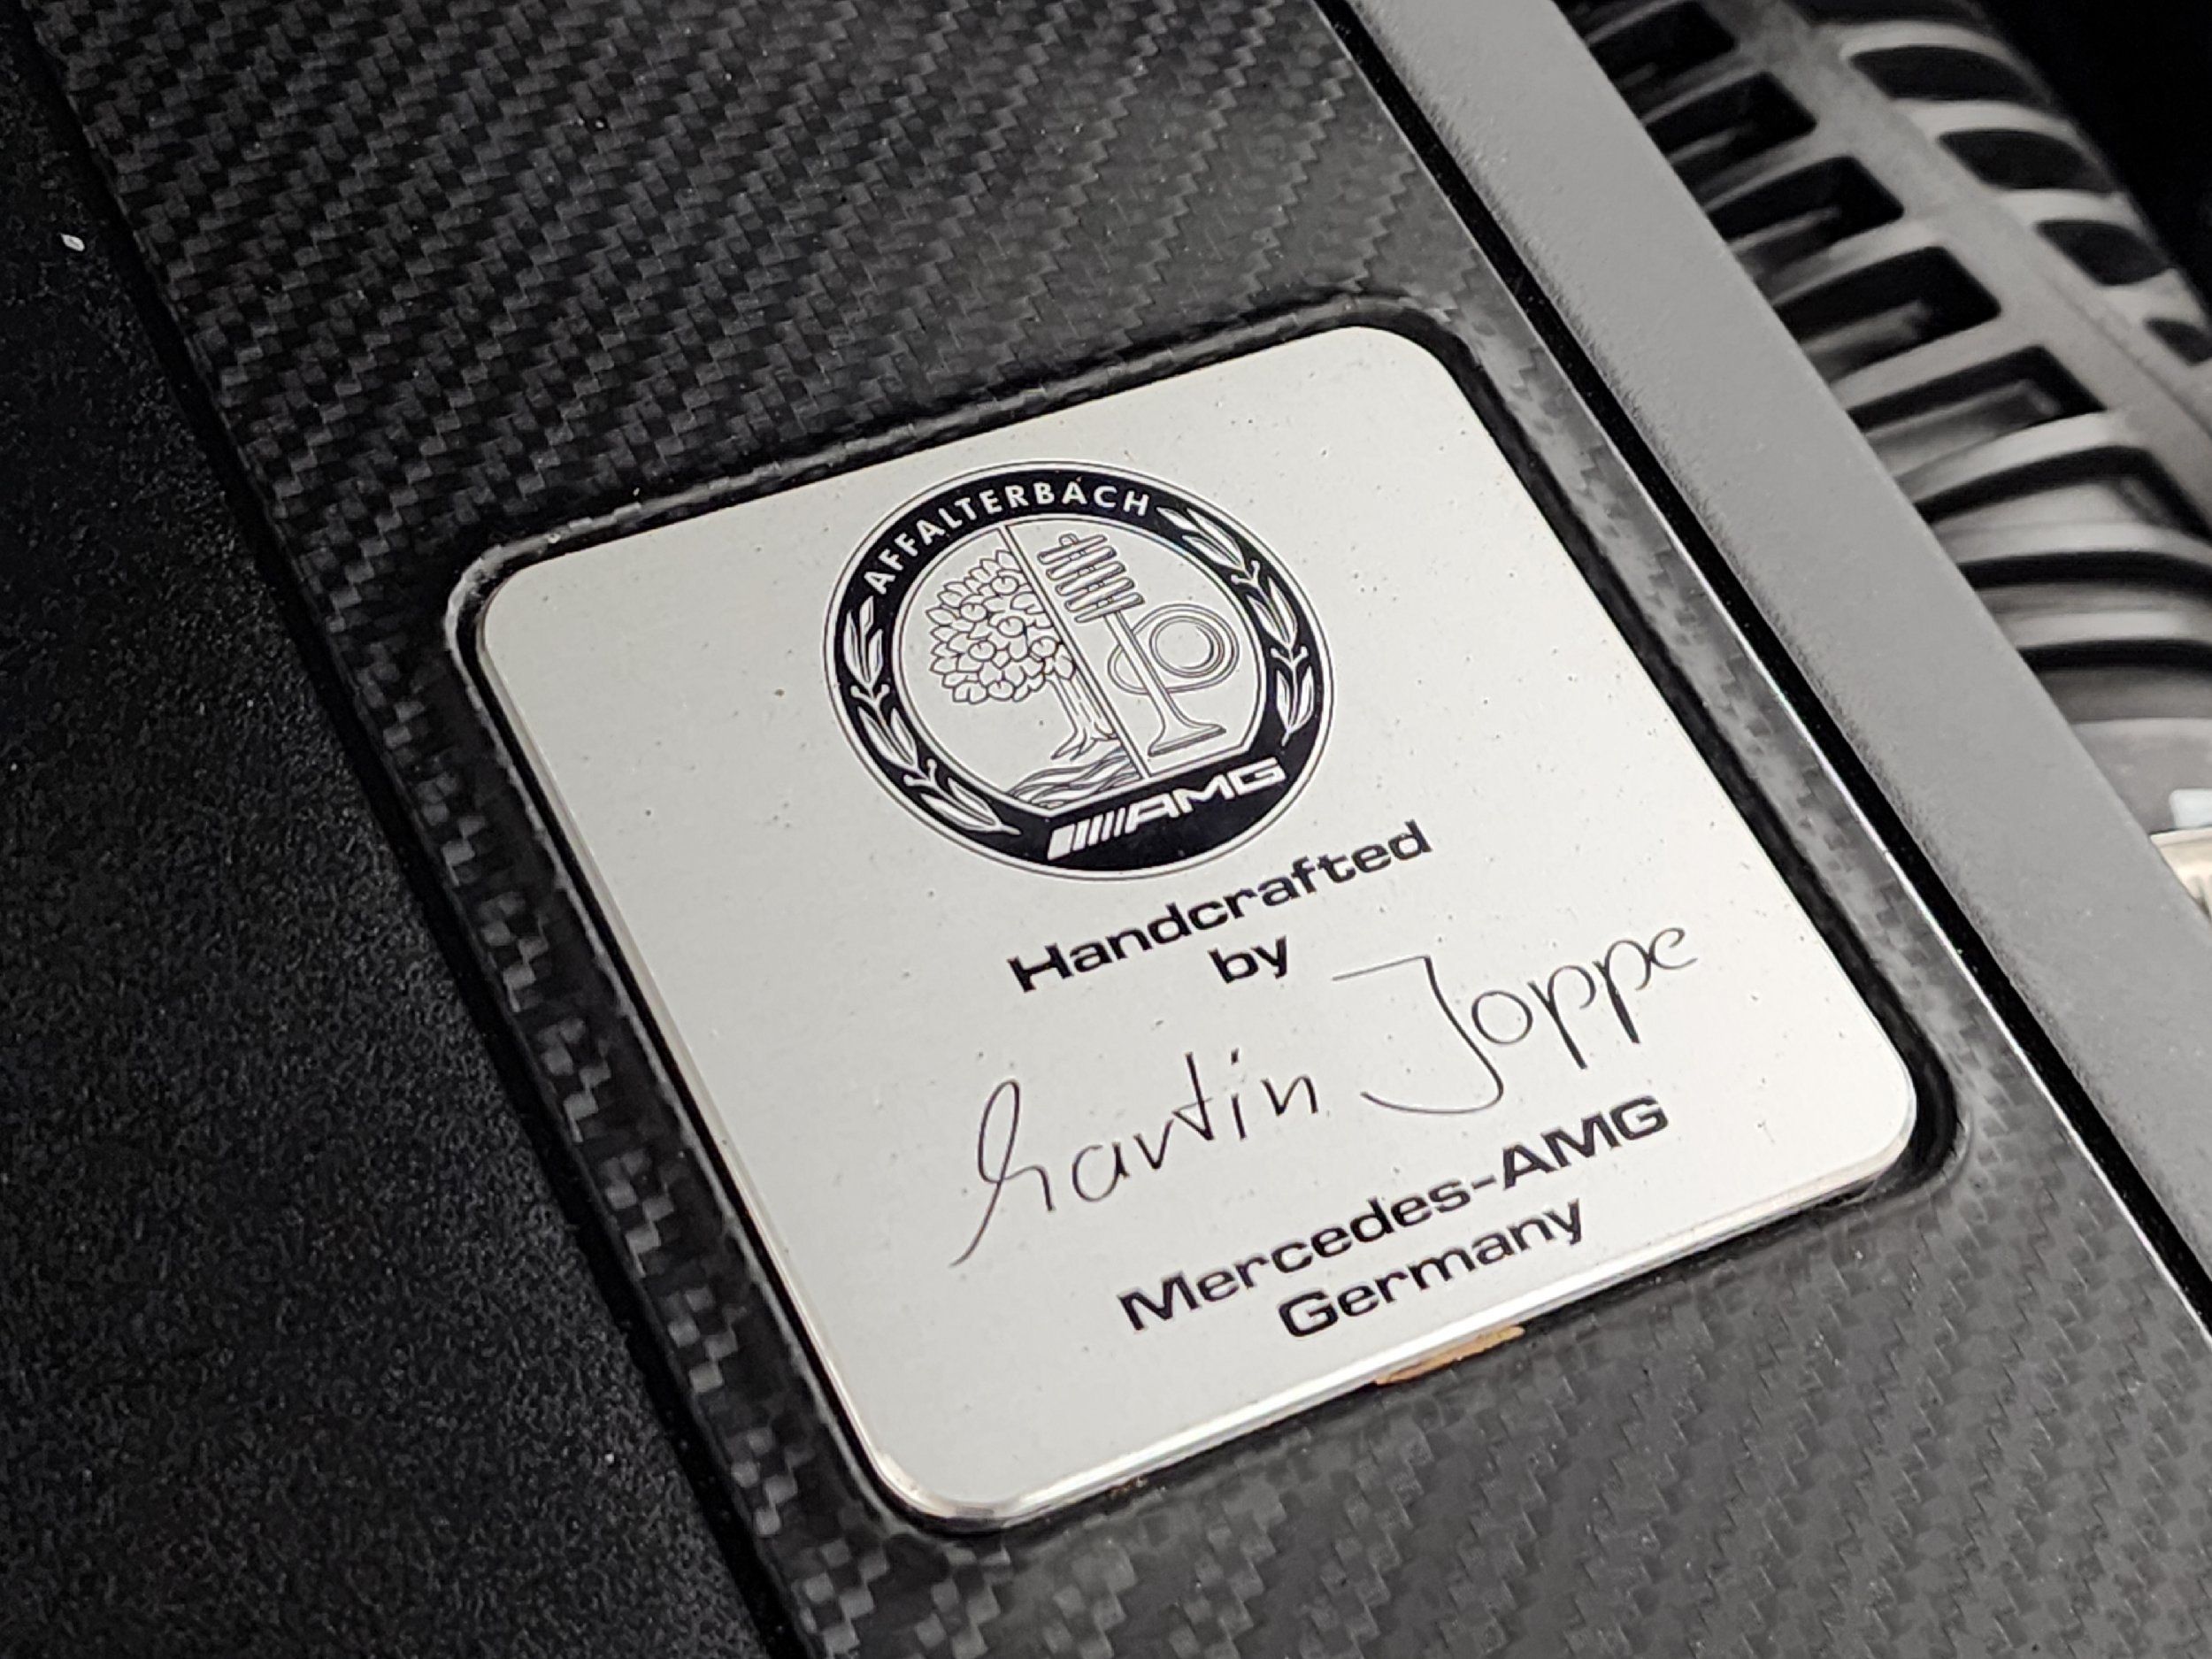 AFFALTERBACH
AMG
Handcrafted
by
Martin Joppe
Mercedes-AMG
Germany